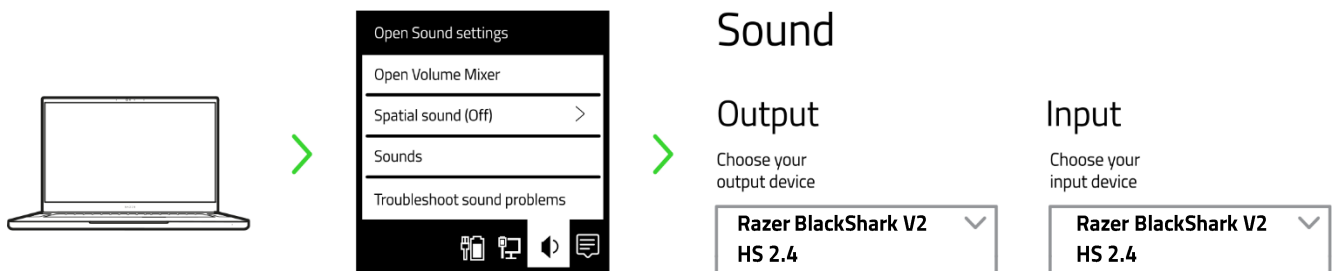 Open Sound settings
Open Volume Mixer
Spatial sound (Off)
Sounds
Troubleshoot sound problems
Sound
Output
Choose your
output device
Razer BlackShark V2
HS 2.4
Input
Choose your
input device
Razer BlackShark V2
HS 2.4